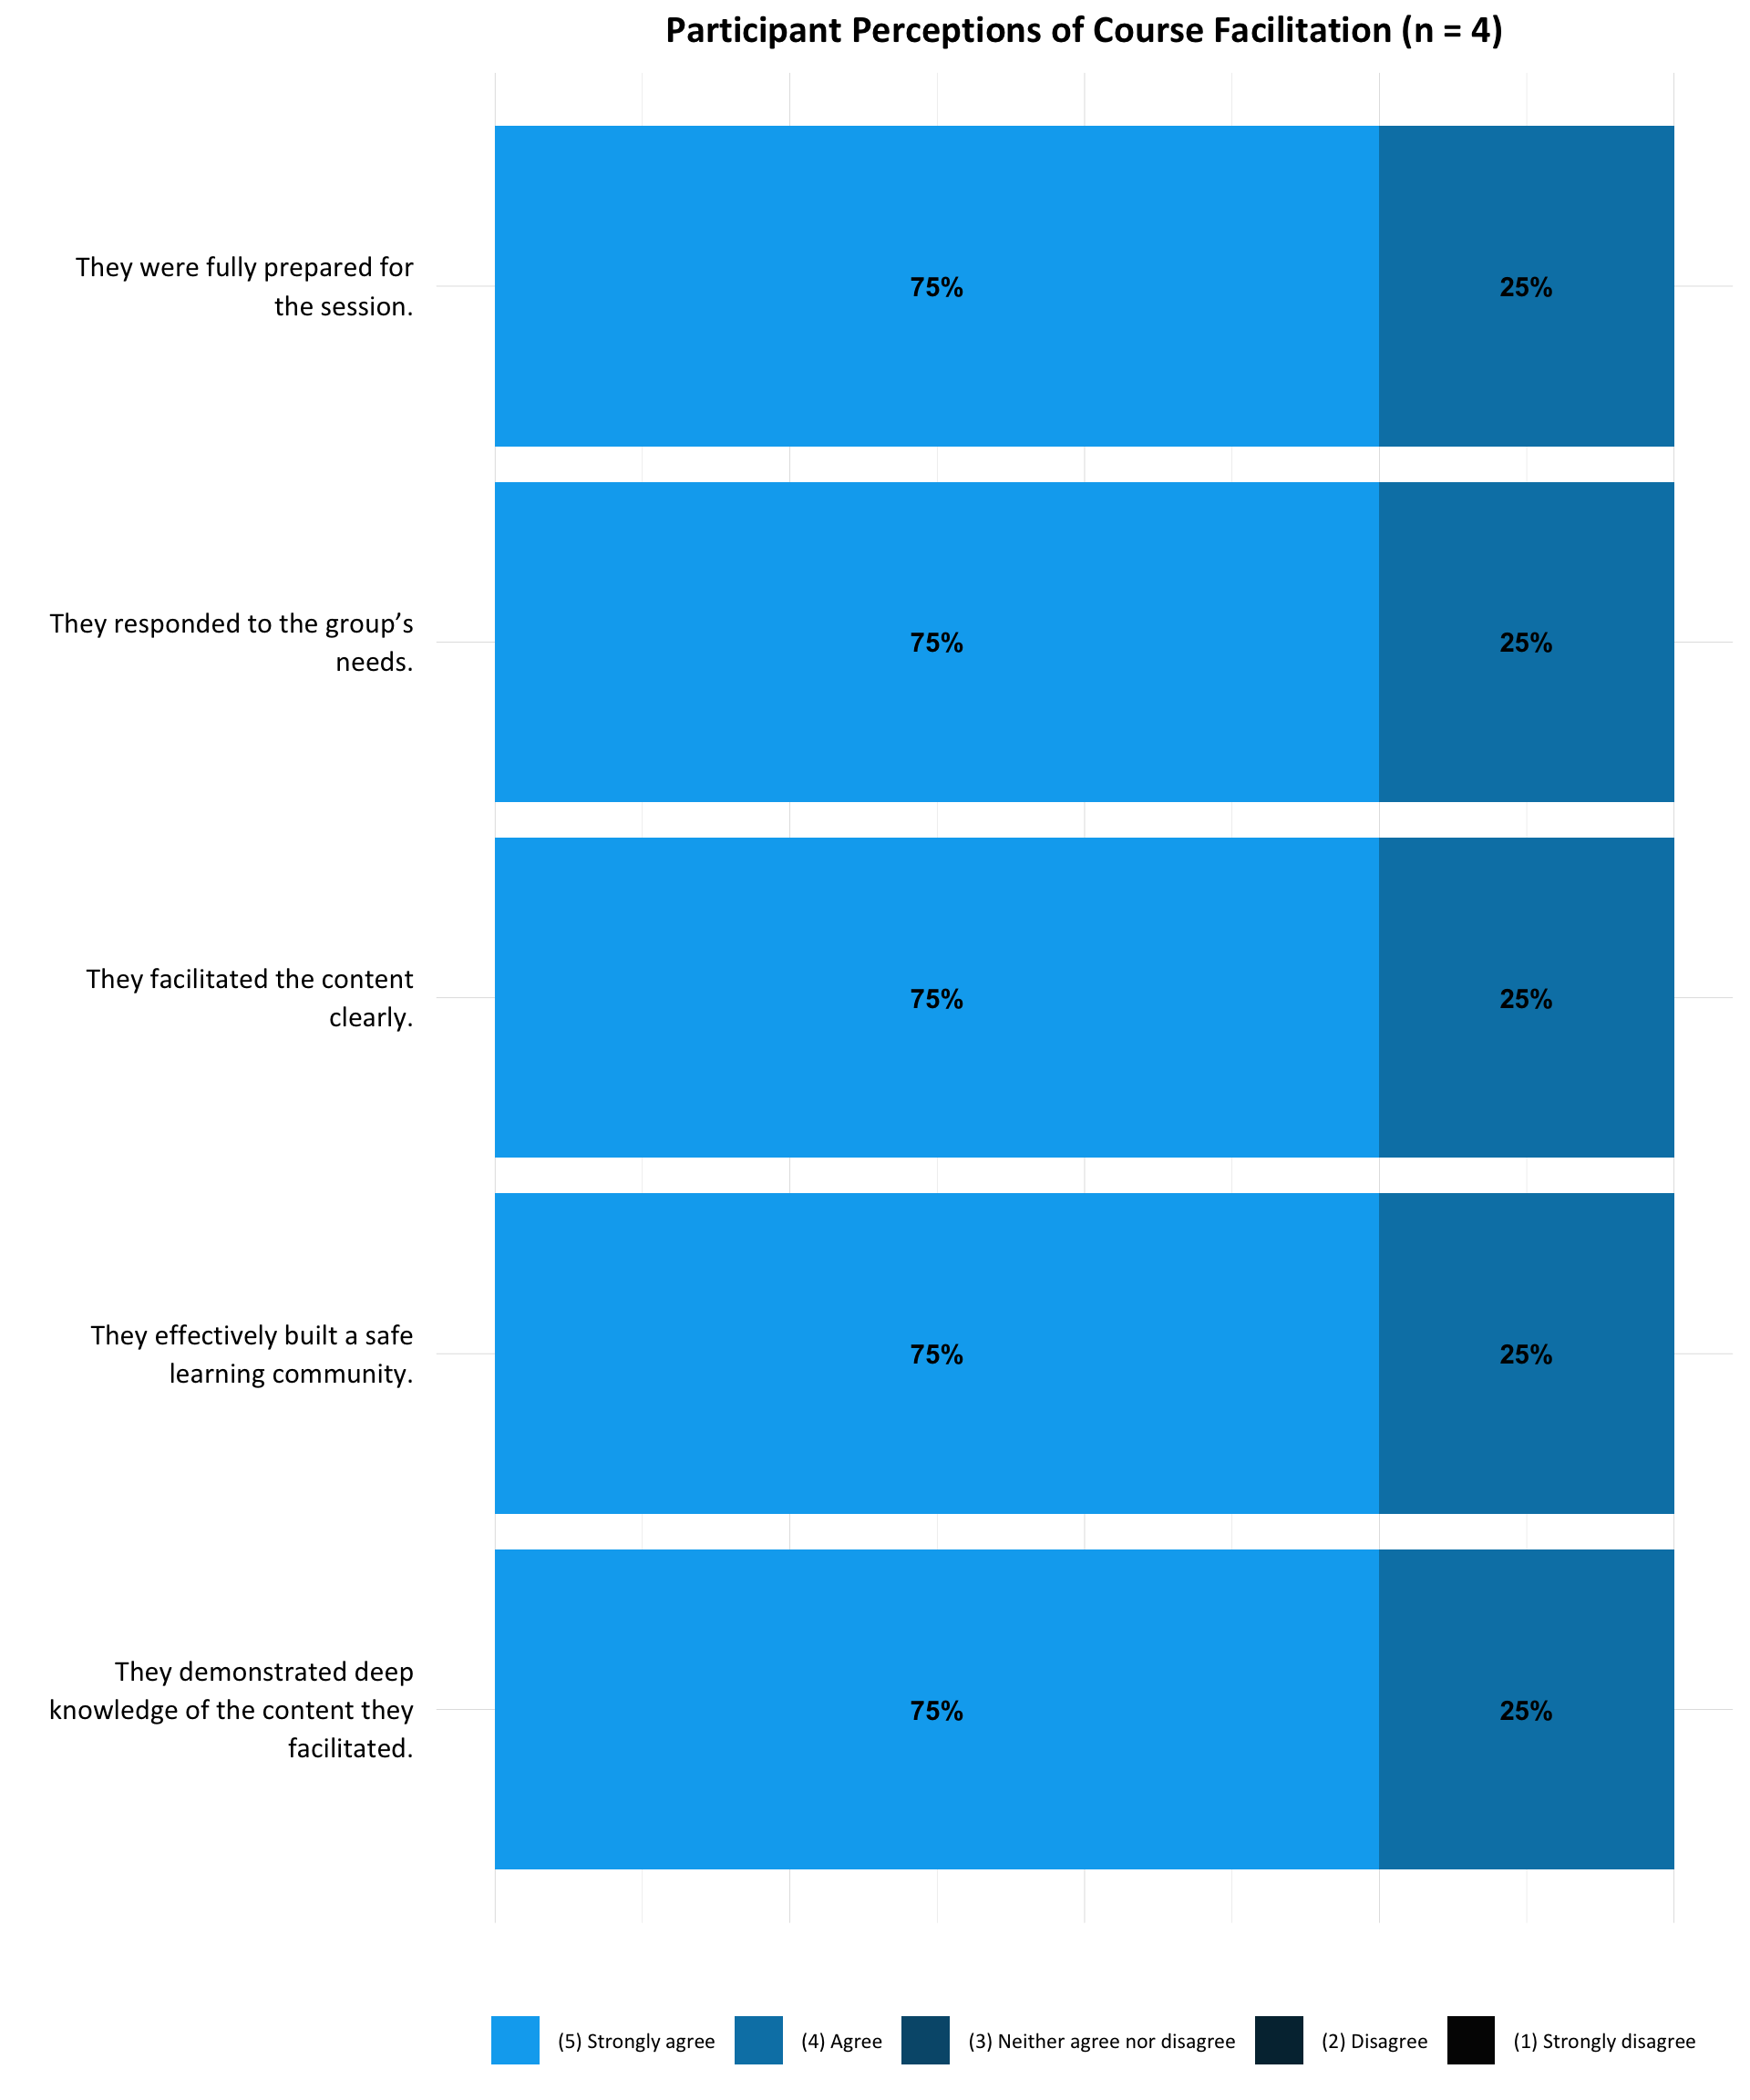 Participant Perceptions of Course Facilitation (n = 4)
They were fully prepared for
the session.
75%
25%
They responded to the group’s
needs.
75%
25%
They facilitated the content
clearly.
75%
25%
They effectively built a safe
learning community.
75%
25%
They demonstrated deep
knowledge of the content they
facilitated.
75%
25%
(5) Strongly agree
(4) Agree
(3) Neither agree nor disagree
(2) Disagree
(1) Strongly disagree